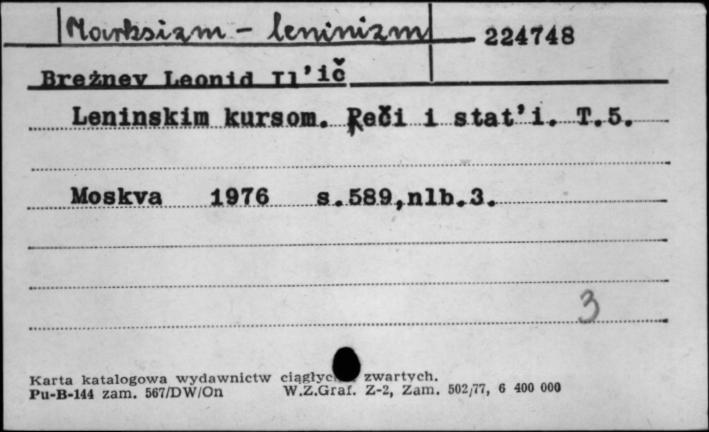 Marksizm - leninizm 224748
Breżnev Leonid Il'ič
Leninskim kursom. Reči i stat'i. T.5.
Moskva 1976 s.589,nlb.3.
3
Karta katalogowa wydawnictw zwartych.
Pu-B-144 zam. 567/DW/On W.Z.Graf. Z-2, Zam. 502/77, 6 400 000